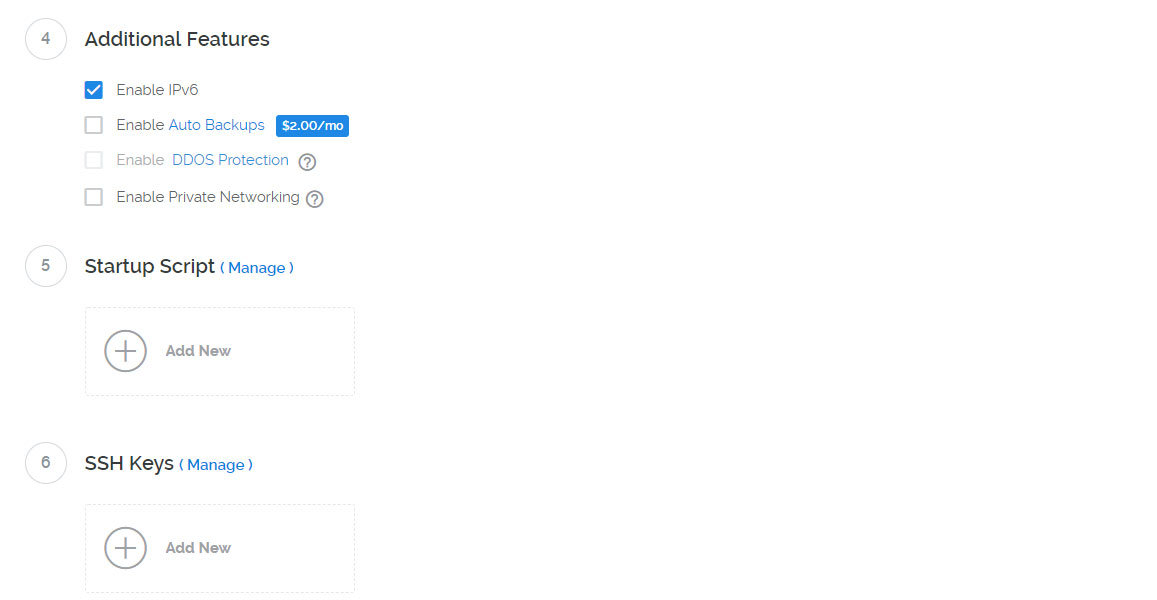 4
Additional Features
Enable IPv6
Enable Auto Backups $2.00/mo
Enable DDOS Protection ?
Enable Private Networking ?
5
Startup Script ( Manage )
Add New
6
SSH Keys ( Manage )
Add New